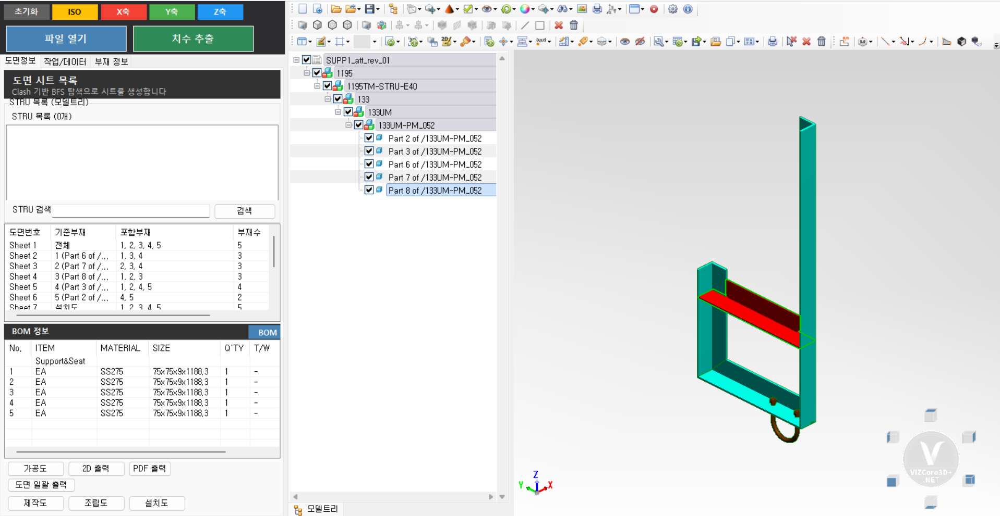 초기화 ISO X축 Y축 Z축
파일 열기 치수 추출
도면정보 작업/데이터 부재 정보
도면 시트 목록
Clash 기반 BFS 탐색으로 시트를 생성합니다
STRU 목록 (모델트리)
STRU 목록 (0개)
STRU 검색 검색
도면번호 기준부재 포함부재 부재수
Sheet 1 전체 1, 2, 3, 4, 5 5
Sheet 2 1 (Part 6 of /... 1, 3, 4 3
Sheet 3 2 (Part 7 of /... 2, 3, 4 3
Sheet 4 3 (Part 8 of /... 1, 2, 3 3
Sheet 5 4 (Part 3 of /... 1, 2, 4, 5 4
Sheet 6 5 (Part 2 of /... 4, 5 2
Sheet 7 설치도 1, 2, 3, 4, 5 5
BOM 정보 BOM
No. ITEM MATERIAL SIZE Q'TY T/W
Support&Seat
1 EA SS275 75x75x9x1188.3 1 -
2 EA SS275 75x75x9x1188.3 1 -
3 EA SS275 75x75x9x1188.3 1 -
4 EA SS275 75x75x9x1188.3 1 -
5 EA SS275 75x75x9x1188.3 1 -
가공도 2D 출력 PDF 출력
도면 일괄 출력
제작도 조립도 설치도
SUPP1_att_rev_01
1195
1195TM-STRU-E40
133
133UM
133UM-PM_052
Part 2 of /133UM-PM_052
Part 3 of /133UM-PM_052
Part 6 of /133UM-PM_052
Part 7 of /133UM-PM_052
Part 8 of /133UM-PM_052
모델트리
Z
Y X
VIZCore3D+
.NET